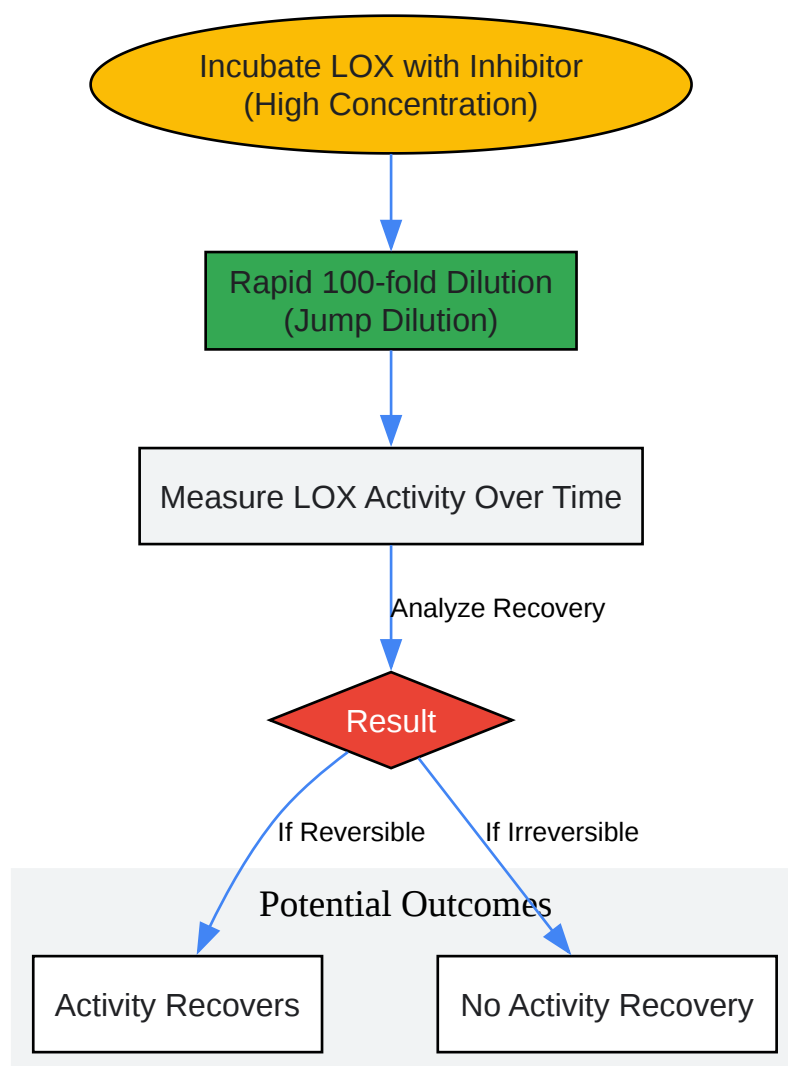 Incubate LOX with Inhibitor
(High Concentration)
Rapid 100-fold Dilution
(Jump Dilution)
Measure LOX Activity Over Time
Analyze Recovery
Result
If Reversible
If Irreversible
Potential Outcomes
Activity Recovers
No Activity Recovery